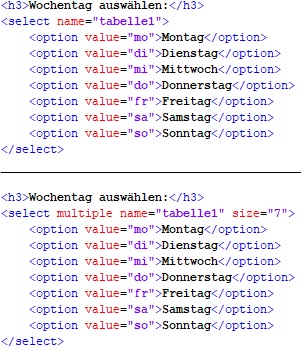 <h3>Wochentag auswählen:</h3>
<select name="tabelle1">
<option value="mo">Montag</option>
<option value="di">Dienstag</option>
<option value="mi">Mittwoch</option>
<option value="do">Donnerstag</option>
<option value="fr">Freitag</option>
<option value="sa">Samstag</option>
<option value="so">Sonntag</option>
</select>
<h3>Wochentag auswählen:</h3>
<select multiple name="tabelle1" size="7">
<option value="mo">Montag</option>
<option value="di">Dienstag</option>
<option value="mi">Mittwoch</option>
<option value="do">Donnerstag</option>
<option value="fr">Freitag</option>
<option value="sa">Samstag</option>
<option value="so">Sonntag</option>
</select>